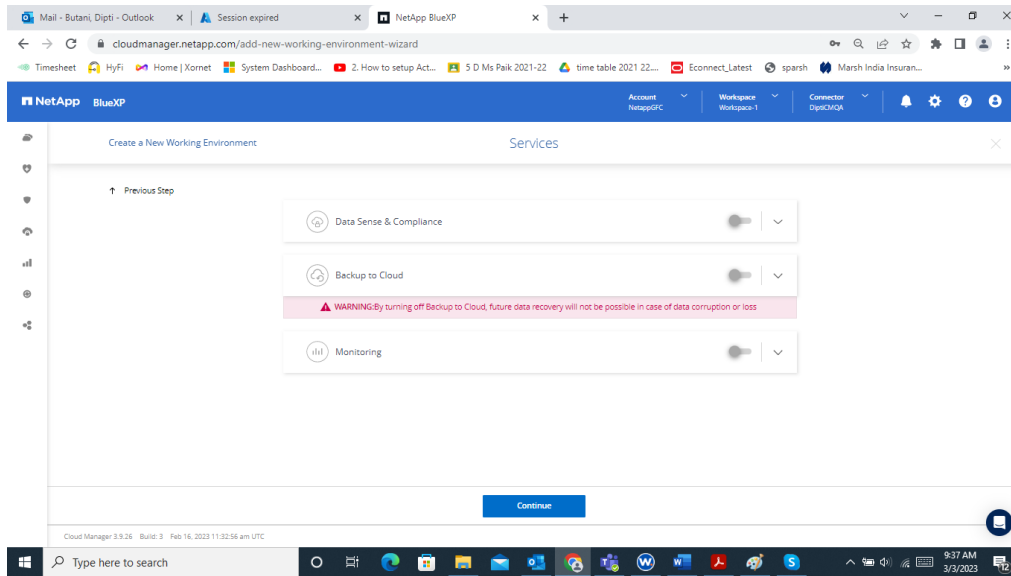 Mail - Butani, Dipti - Outlook
Session expired
NetApp BlueXP
cloudmanager.netapp.com/add-new-working-environment-wizard
Timesheet HyFi Home | Xornet System Dashboard... 2. How to setup Act... 5 D Ms Paik 2021-22 time table 2021 22.... Econnect_Latest sparsh Marsh India Insuran...
NetApp BlueXP
Account
NetappGFC
Workspace
Workspace-1
Connector
DiptiCMQA
Create a New Working Environment
Services
Previous Step
Data Sense & Compliance
Backup to Cloud
WARNING:By turning off Backup to Cloud, future data recovery will not be possible in case of data corruption or loss
Monitoring
Continue
Cloud Manager 3.9.26 Build: 3 Feb 16, 2023 11:32:56 am UTC
Type here to search
9:37 AM
3/3/2023
12